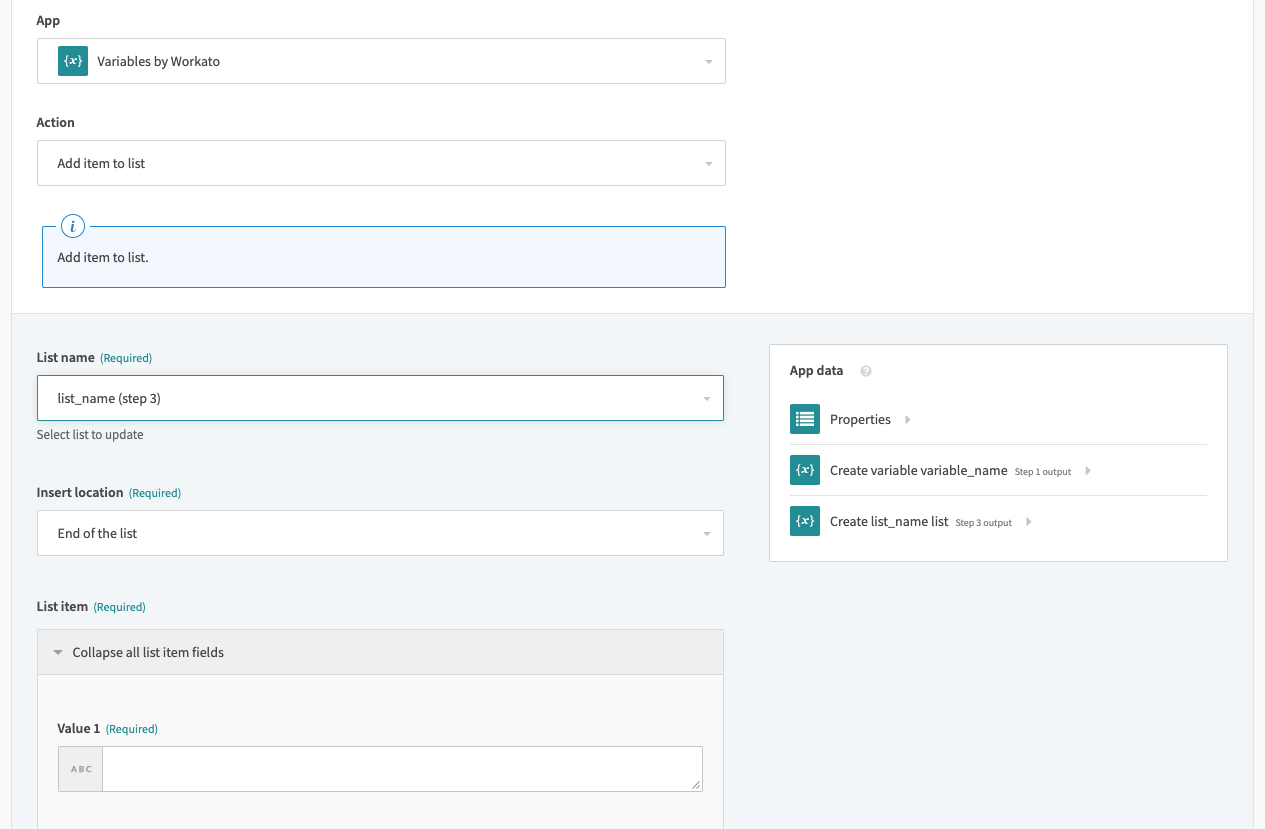 App
{x} Variables by Workato
Action
Add item to list
i
Add item to list.
List name (Required)
list_name (step 3)
Select list to update
Insert location (Required)
End of the list
List item (Required)
Collapse all list item fields
Value 1 (Required)
ABC
App data ?
Properties
{x} Create variable variable_name Step 1 output
{x} Create list_name list Step 3 output